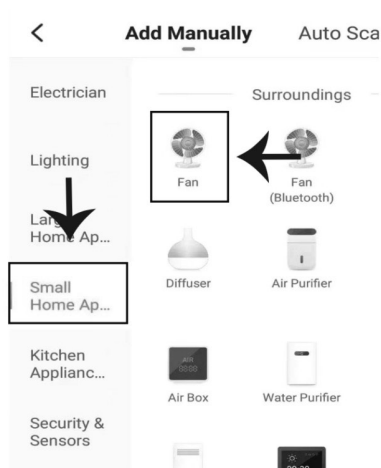 Add Manually Auto Sca
Electrician
Surroundings
Lighting
Fan
Fan
(Bluetooth)
Home Ap...
Small
Home Ap...
Diffuser
Air Purifier
Kitchen
Applianc...
Air Box
Water Purifier
Security &
Sensors